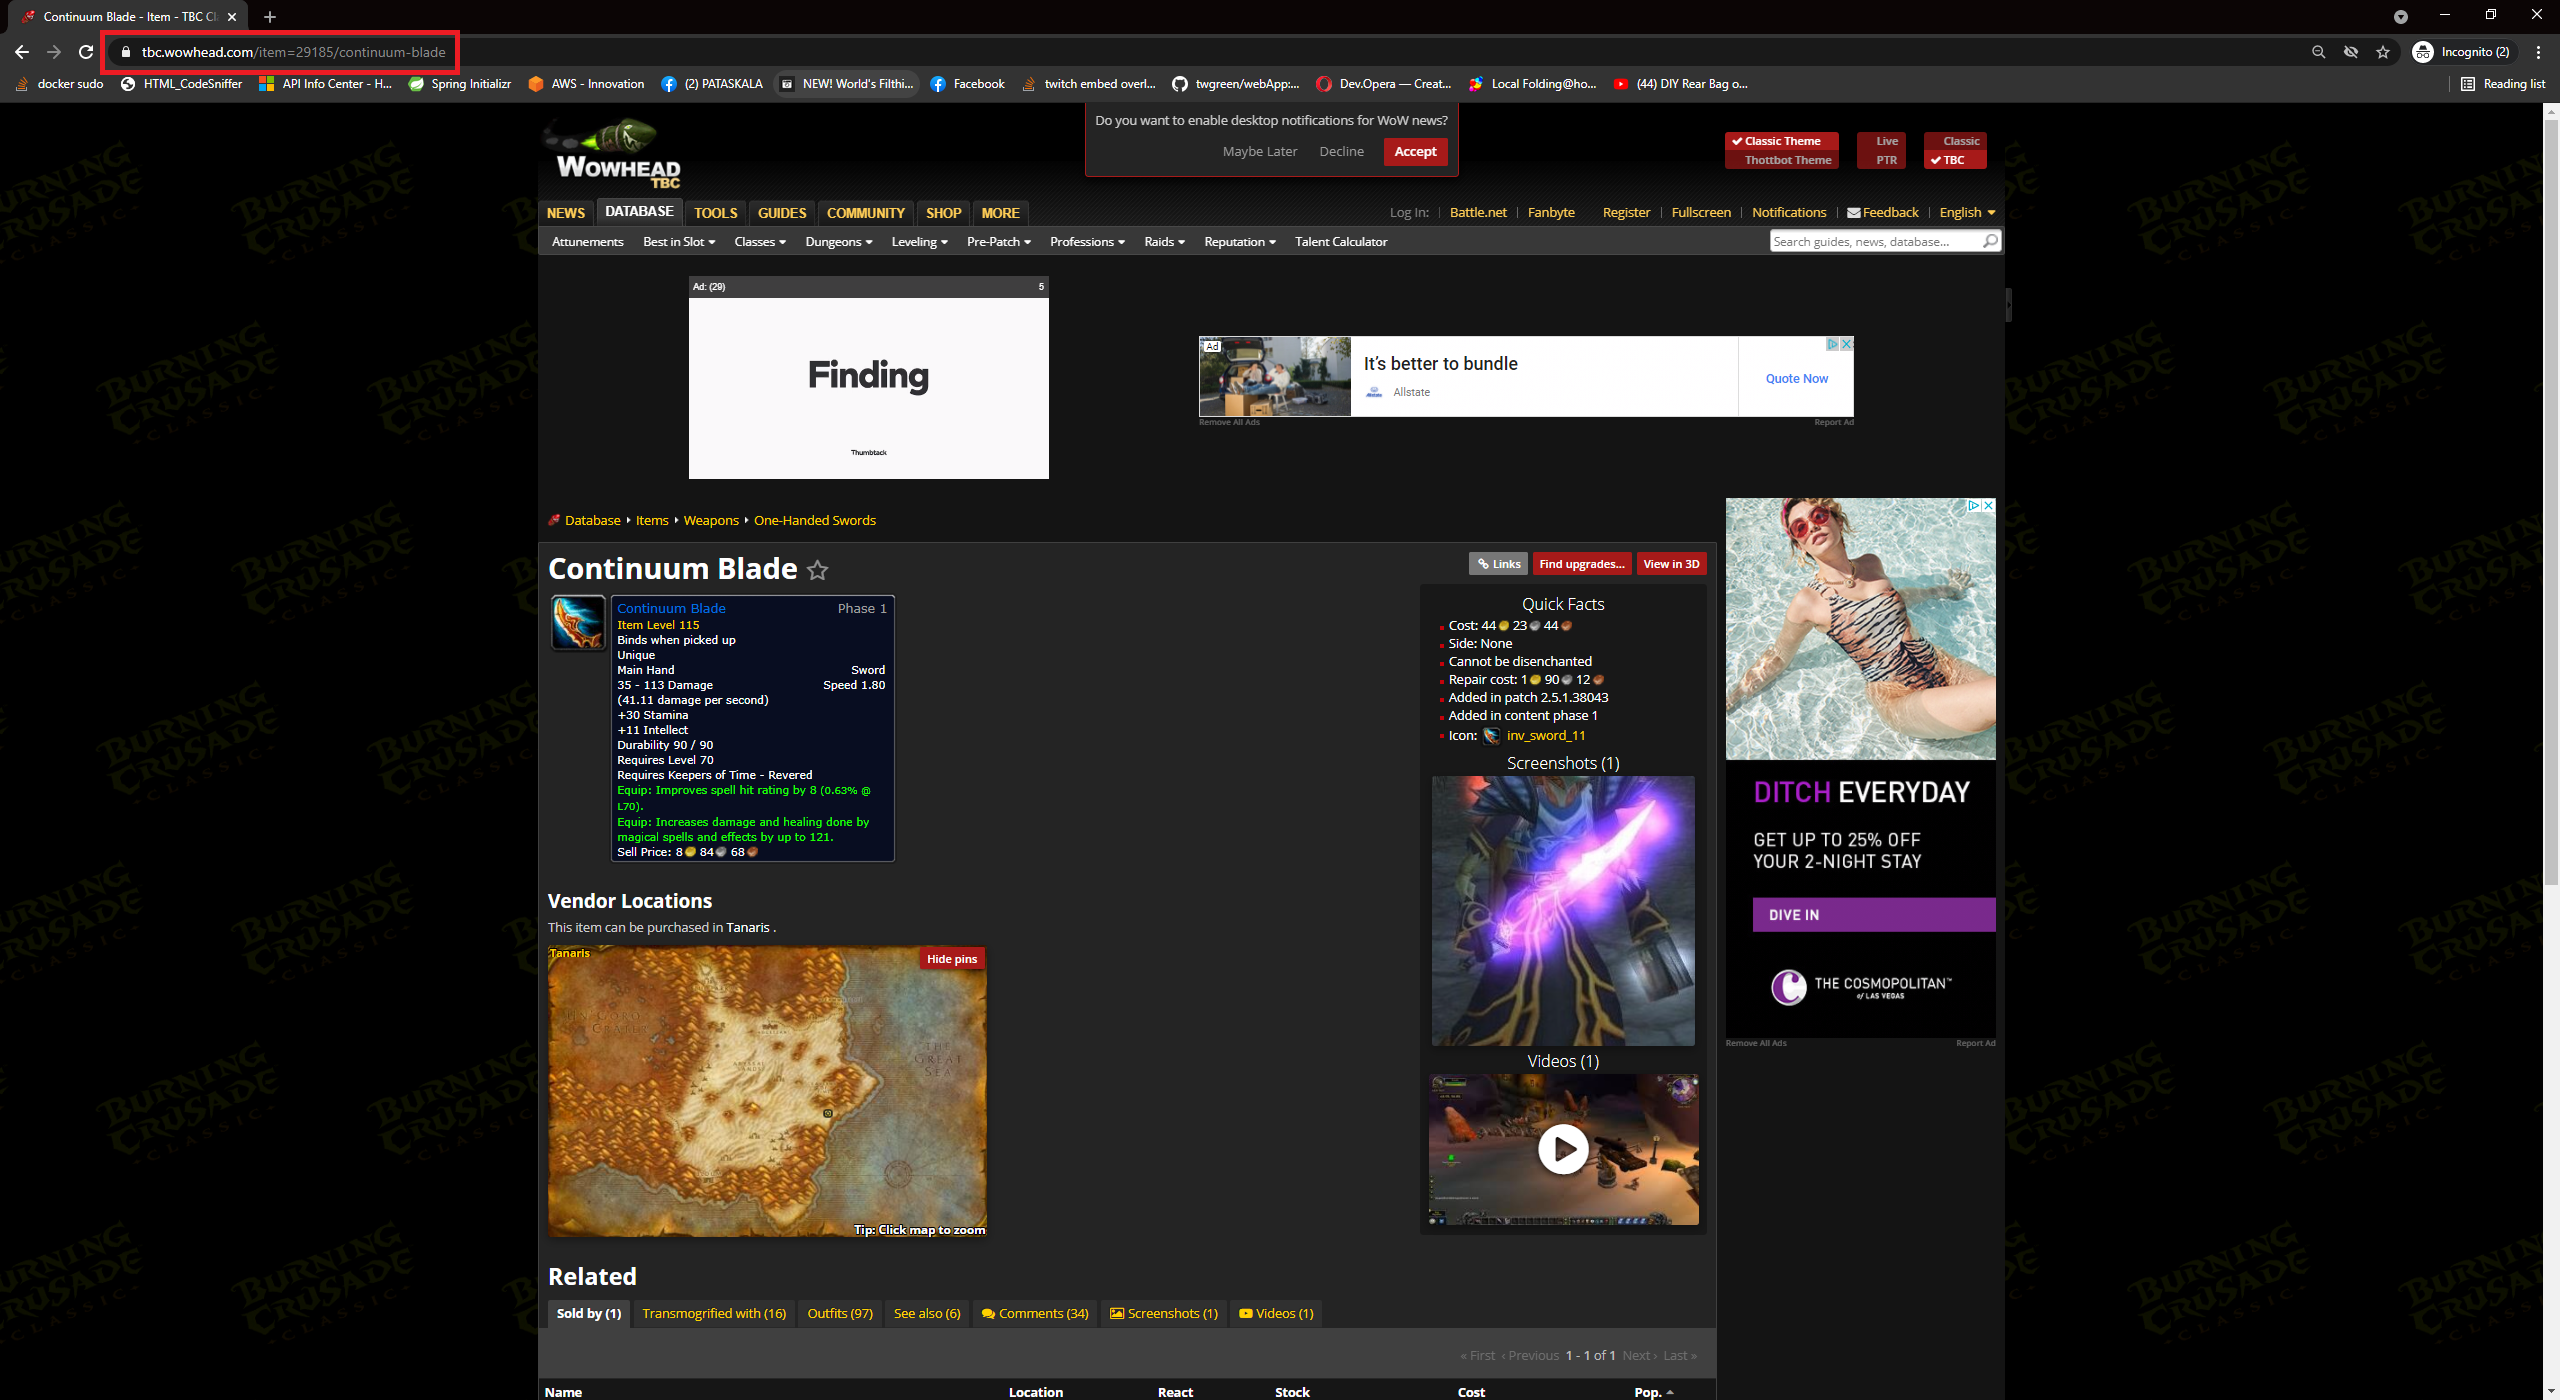 Continuum Blade - Item - TBC Cl
tbc.wowhead.com/item=29185/continuum-blade
Incognito (2)
docker sudo
HTML_CodeSniffer
API Info Center - H...
Spring Initializr
AWS - Innovation
(2) PATASKALA
NEW! World's Filthi...
Facebook
twitch embed overl...
twgreen/webApp:...
Dev.Opera — Creat...
Local Folding@ho...
(44) DIY Rear Bag o...
Reading list
Do you want to enable desktop notifications for WoW news?
Maybe Later Decline Accept
WOWHEAD
TBC
Classic Theme
Thottbot Theme
Live
PTR
Classic
TBC
NEWS DATABASE TOOLS GUIDES COMMUNITY SHOP MORE
Log In: Battle.net Fanbyte Register Fullscreen Notifications Feedback English
Attunements Best in Slot Classes Dungeons Leveling Pre-Patch Professions Raids Reputation Talent Calculator
Search guides, news, database...
Ad: (29) 5
Finding
Thumbtack
Ad
It's better to bundle
Allstate
Quote Now
Remove All Ads Report Ad
Database Items Weapons One-Handed Swords
Continuum Blade
Links Find upgrades... View in 3D
Continuum Blade Phase 1
Item Level 115
Binds when picked up
Unique
Main Hand Sword
35 - 113 Damage Speed 1.80
(41.11 damage per second)
+30 Stamina
+11 Intellect
Durability 90 / 90
Requires Level 70
Requires Keepers of Time - Revered
Equip: Improves spell hit rating by 8 (0.63% @
L70).
Equip: Increases damage and healing done by
magical spells and effects by up to 121.
Sell Price: 8 84 68
Quick Facts
Cost: 44 23 44
Side: None
Cannot be disenchanted
Repair cost: 1 90 12
Added in patch 2.5.1.38043
Added in content phase 1
Icon: inv_sword_11
Screenshots (1)
Videos (1)
DITCH EVERYDAY
GET UP TO 25% OFF
YOUR 2-NIGHT STAY
DIVE IN
THE COSMOPOLITAN™
of LAS VEGAS
Remove All Ads Report Ad
Vendor Locations
This item can be purchased in Tanaris .
Tanaris
Hide pins
THE
GREAT
SEA
Tip: Click map to zoom
Related
Sold by (1) Transmogrified with (16) Outfits (97) See also (6) Comments (34) Screenshots (1) Videos (1)
« First ‹ Previous 1 - 1 of 1 Next › Last »
Name Location React Stock Cost Pop.
BURNING
CRUSADE
CLASSIC